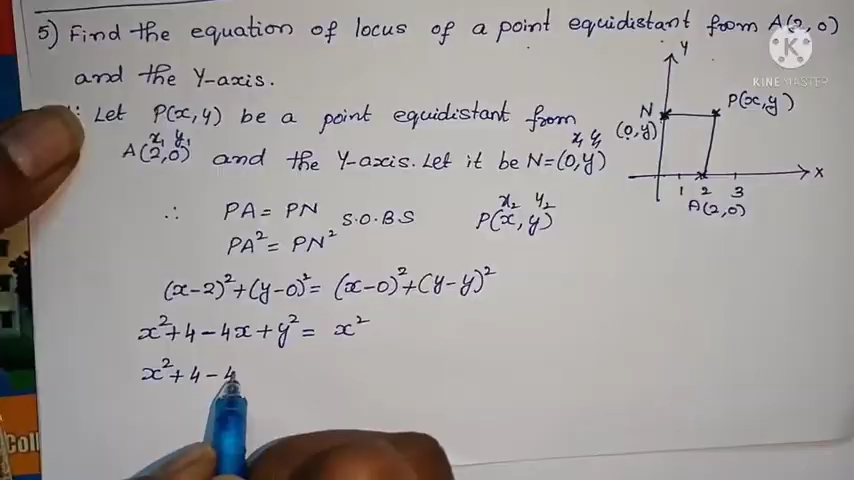 5) Find the equation of locus of a point equidistant from A(2,0)
and the Y-axis.
Let P(x,y) be a point equidistant from
x₁ y₁ x₁ y₁
A(2,0) and the Y-axis. Let it be N=(0,y)
∴ PA = PN S.O.B.S
x₂ y₂
P(x,y)
PA² = PN²
(x-2)²+(y-0)² = (x-0)²+(y-y)²
x²+4-4x+y² = x²
x²+4-4
Y
N
(0,y)
P(x,y)
X
1 2 3
A(2,0)
K
KINEMASTER